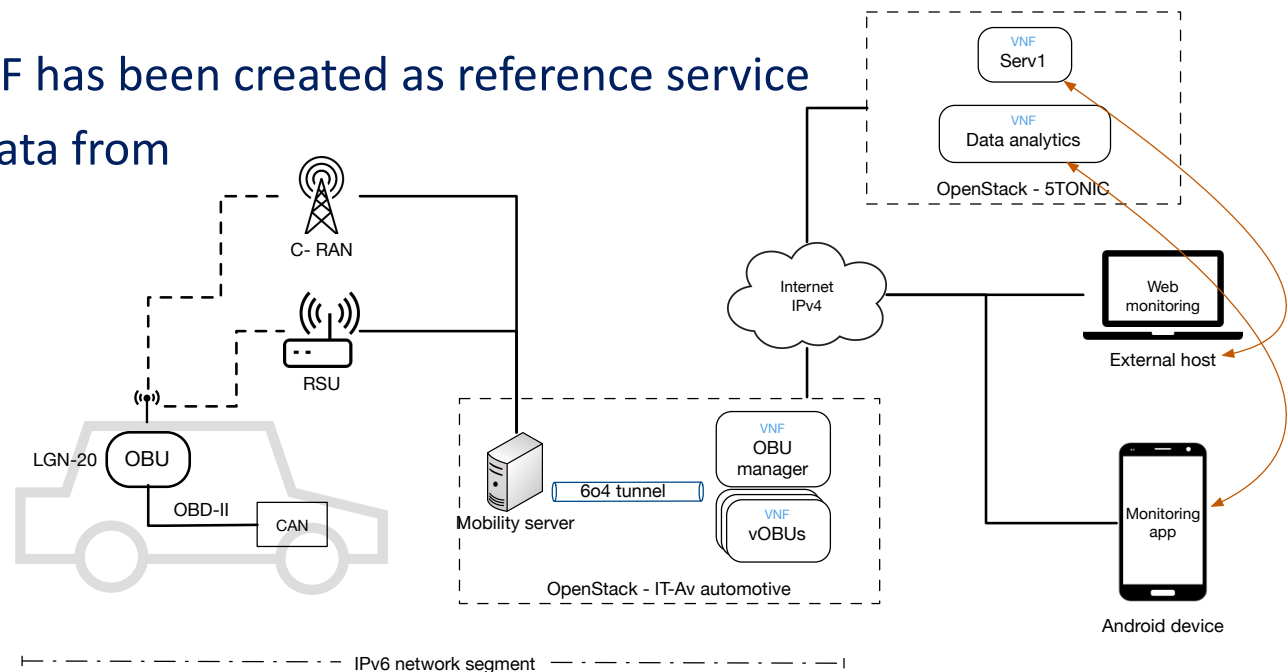 F has been created as reference service
ata from
VNF
Serv1
VNF
Data analytics
OpenStack - 5TONIC
C- RAN
RSU
Internet
IPv4
Web
monitoring
External host
LGN-20
OBU
OBD-II
CAN
Mobility server
6o4 tunnel
VNF
OBU
manager
VNF
vOBUs
OpenStack - IT-Av automotive
Monitoring
app
Android device
IPv6 network segment